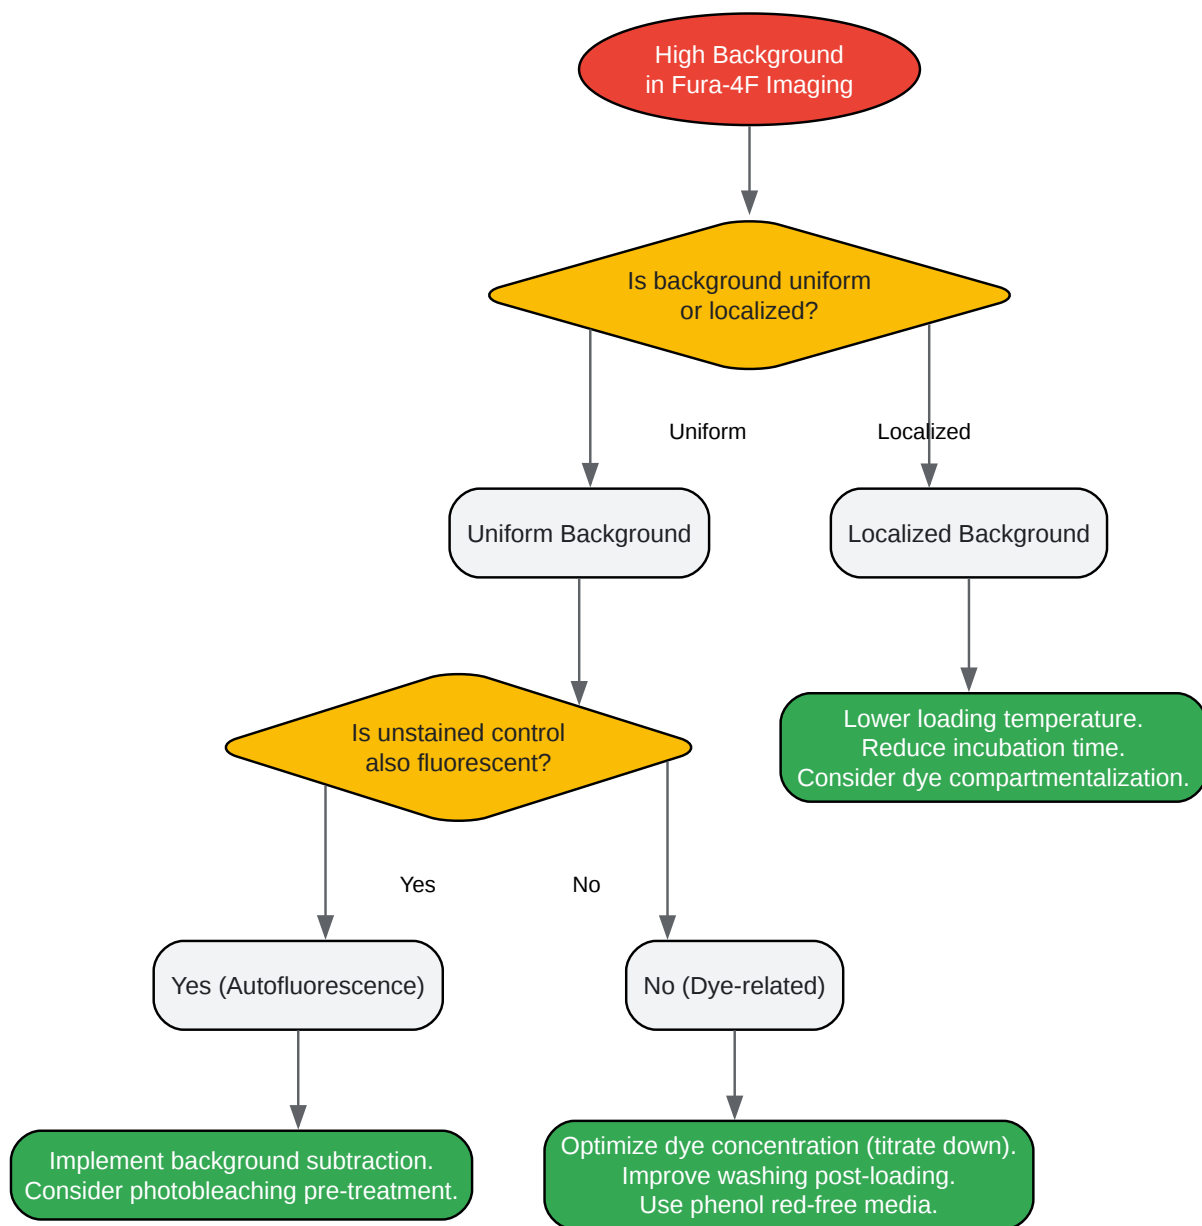 High Background
in Fura-4F Imaging
Is background uniform
or localized?
Uniform
Localized
Uniform Background
Localized Background
Is unstained control
also fluorescent?
Lower loading temperature.
Reduce incubation time.
Consider dye compartmentalization.
Yes
No
Yes (Autofluorescence)
No (Dye-related)
Implement background subtraction.
Consider photobleaching pre-treatment.
Optimize dye concentration (titrate down).
Improve washing post-loading.
Use phenol red-free media.